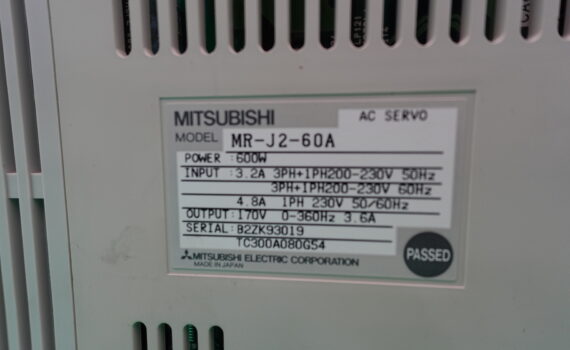 MITSUBISHI AC SERVO
MODEL MR-J2-60A
POWER :600W
INPUT :3.2A 3PH+1PH200-230V 50Hz
3PH+1PH200-230V 60Hz
4.8A 1PH 230V 50/60Hz
OUTPUT:170V 0-360Hz 3.6A
SERIAL:B2ZK93019
TC300A080G54
MITSUBISHI ELECTRIC CORPORATION
MADE IN JAPAN
PASSED